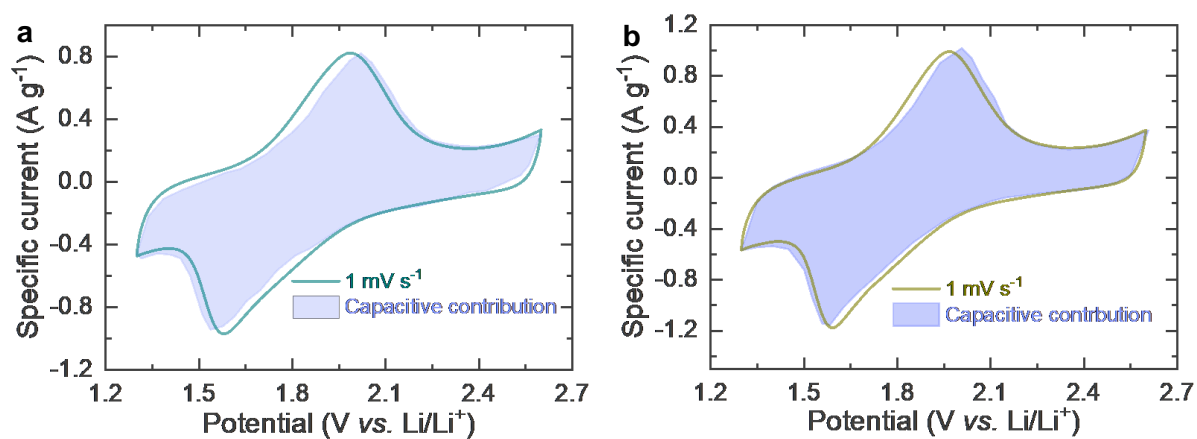 a
Specific current (A g⁻¹)
0.8
0.4
0.0
-0.4
-0.8
-1.2
1 mV s⁻¹
Capacitive contribution
1.2 1.5 1.8 2.1 2.4 2.7
Potential (V vs. Li/Li⁺)
b
Specific current (A g⁻¹)
1.2
0.8
0.4
0.0
-0.4
-0.8
-1.2
1 mV s⁻¹
Capacitive contrbution
1.2 1.5 1.8 2.1 2.4 2.7
Potential (V vs. Li/Li⁺)